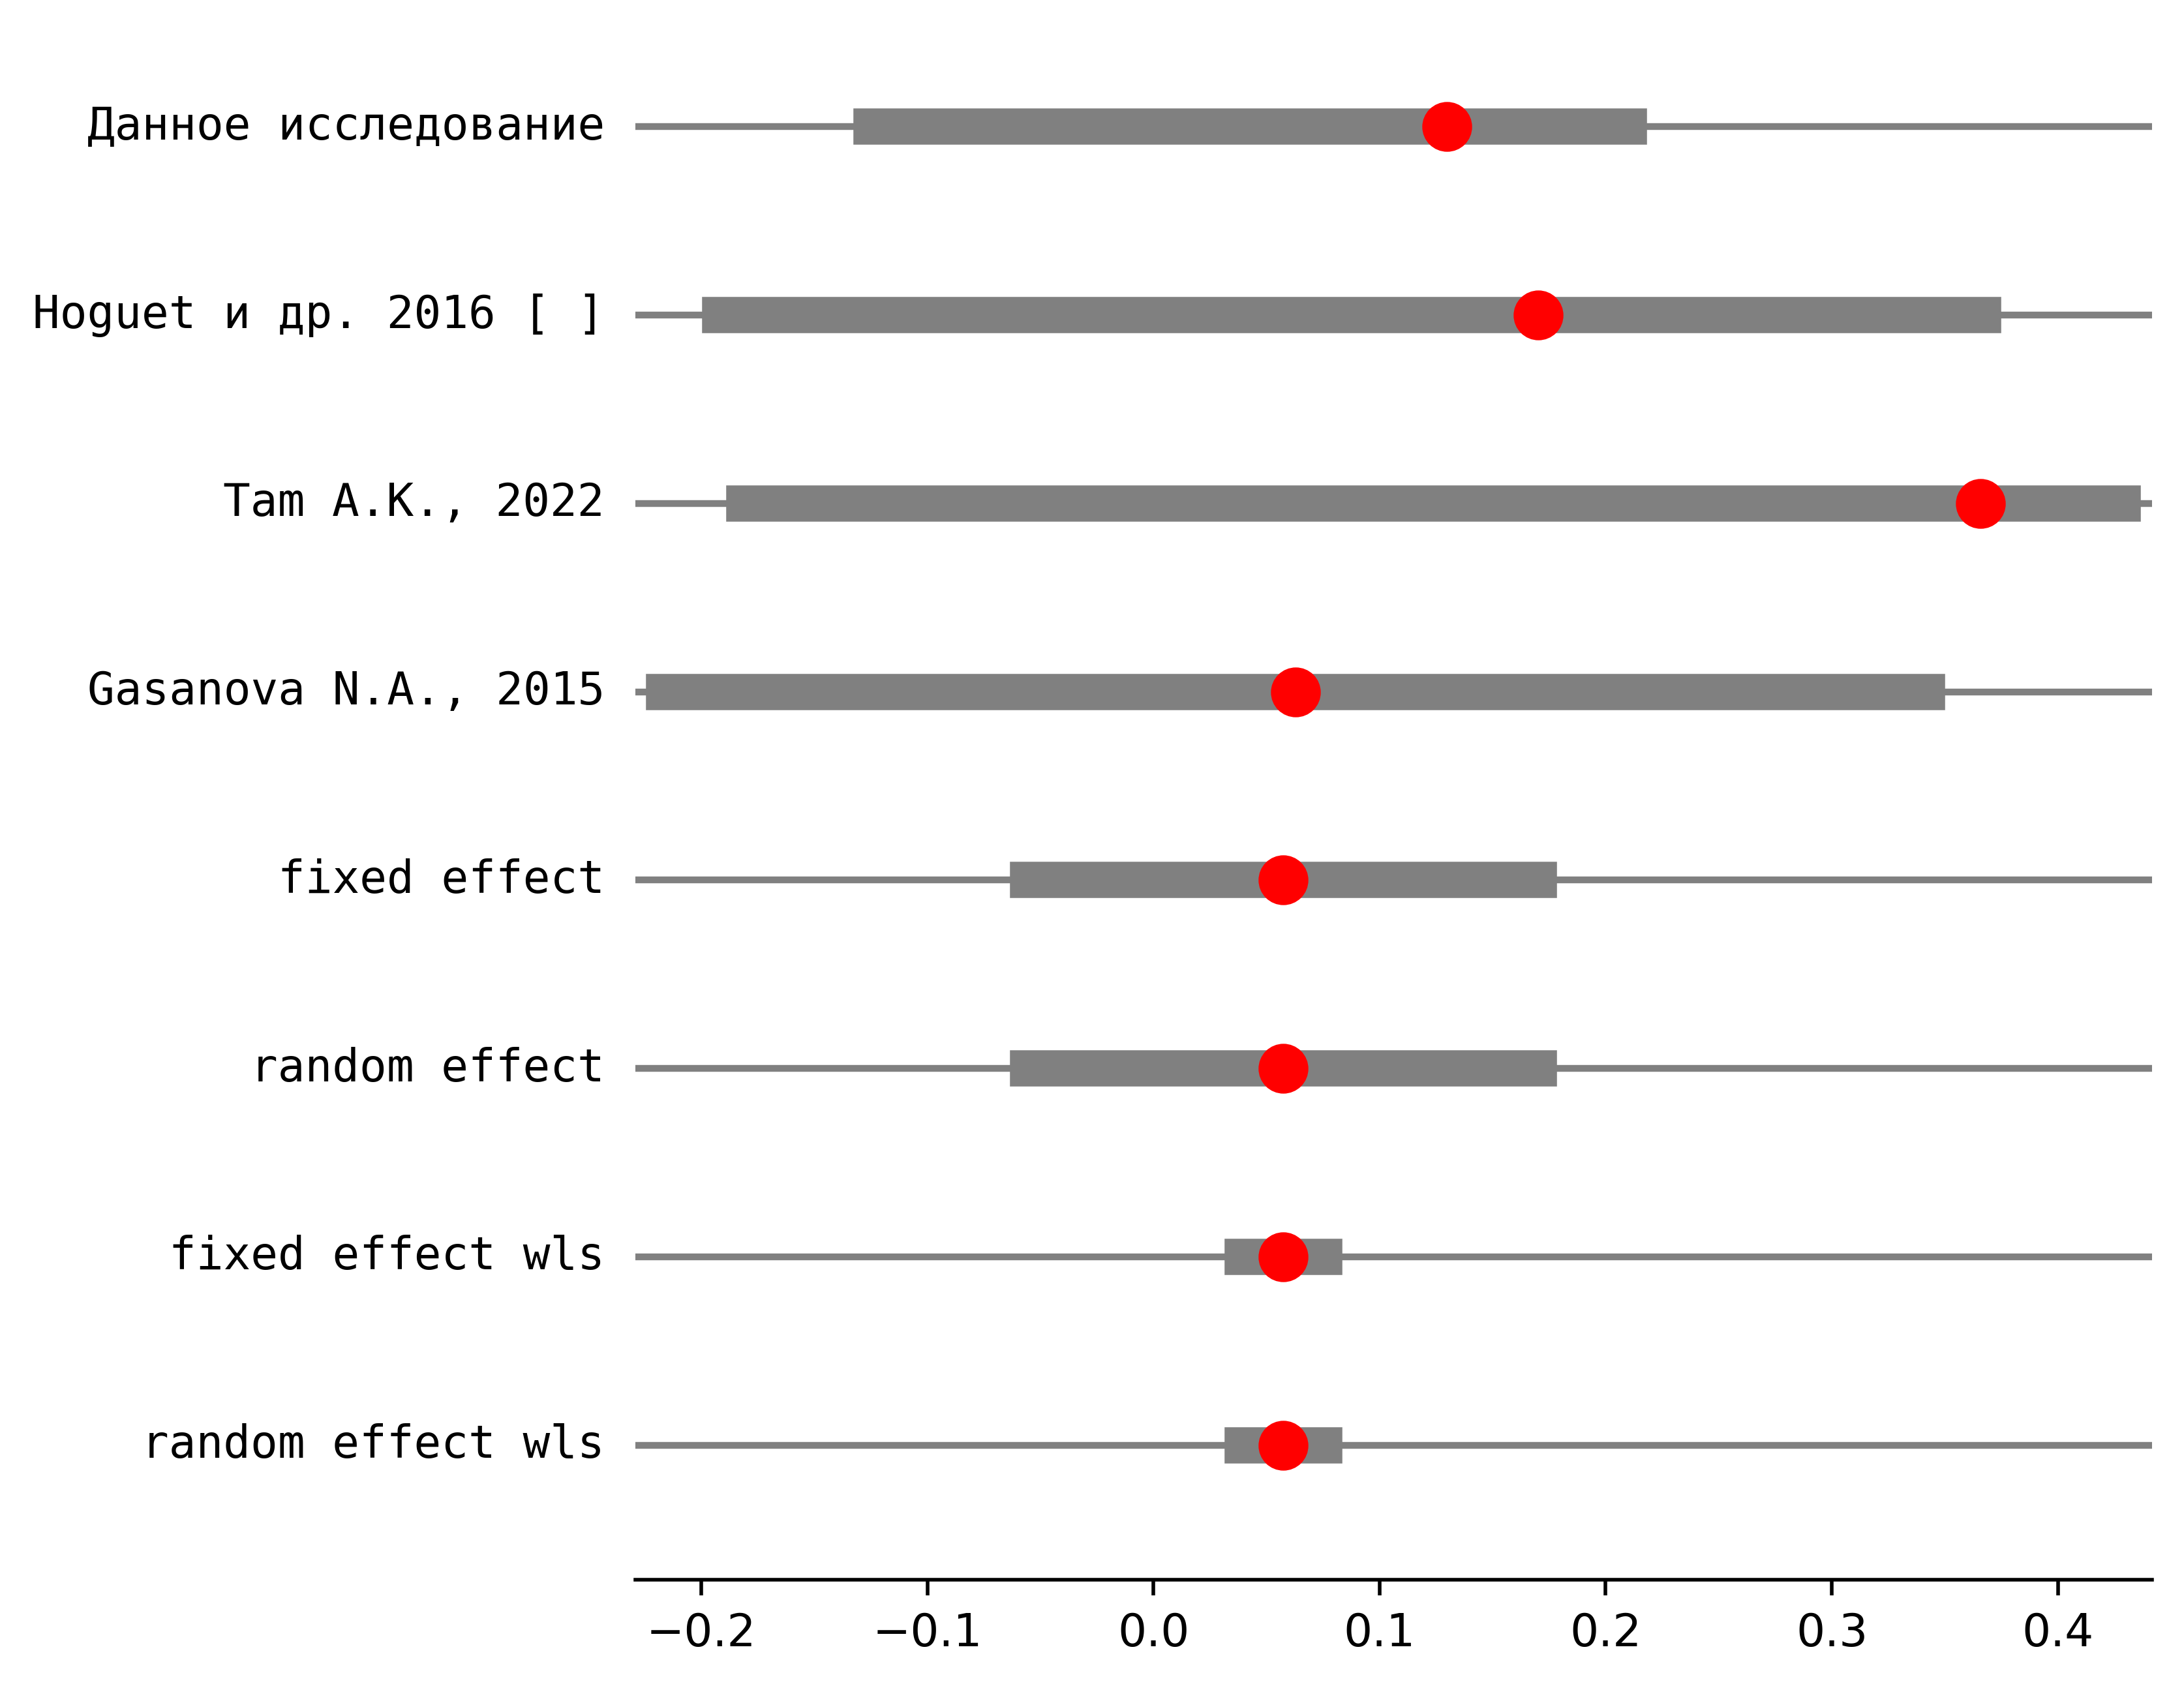 Данное исследование
Hoguet и др. 2016 [ ]
Tam A.K., 2022
Gasanova N.A., 2015
fixed effect
random effect
fixed effect wls
random effect wls
−0.2 −0.1 0.0 0.1 0.2 0.3 0.4